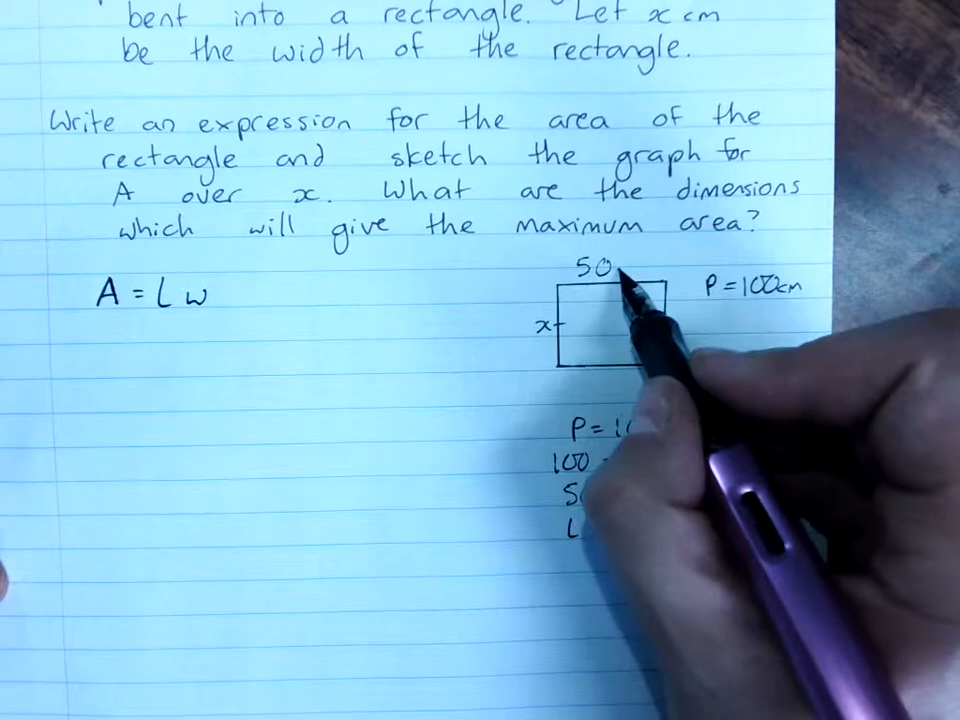 bent into a rectangle. Let x cm
be the width of the rectangle.
Write an expression for the area of the
rectangle and sketch the graph for
A over x. What are the dimensions
which will give the maximum area?
50
A = L w
P = 100cm
x
P =
100
L